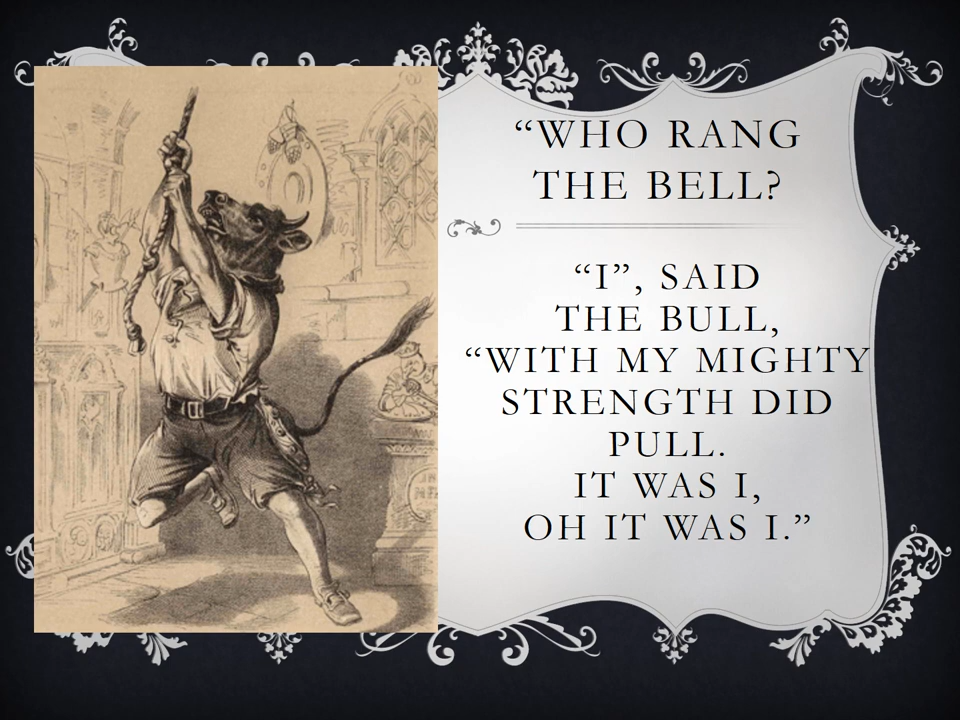 “WHO RANG
THE BELL?
“I”, SAID
THE BULL,
“WITH MY MIGHTY
STRENGTH DID
PULL.
IT WAS I,
OH IT WAS I.”